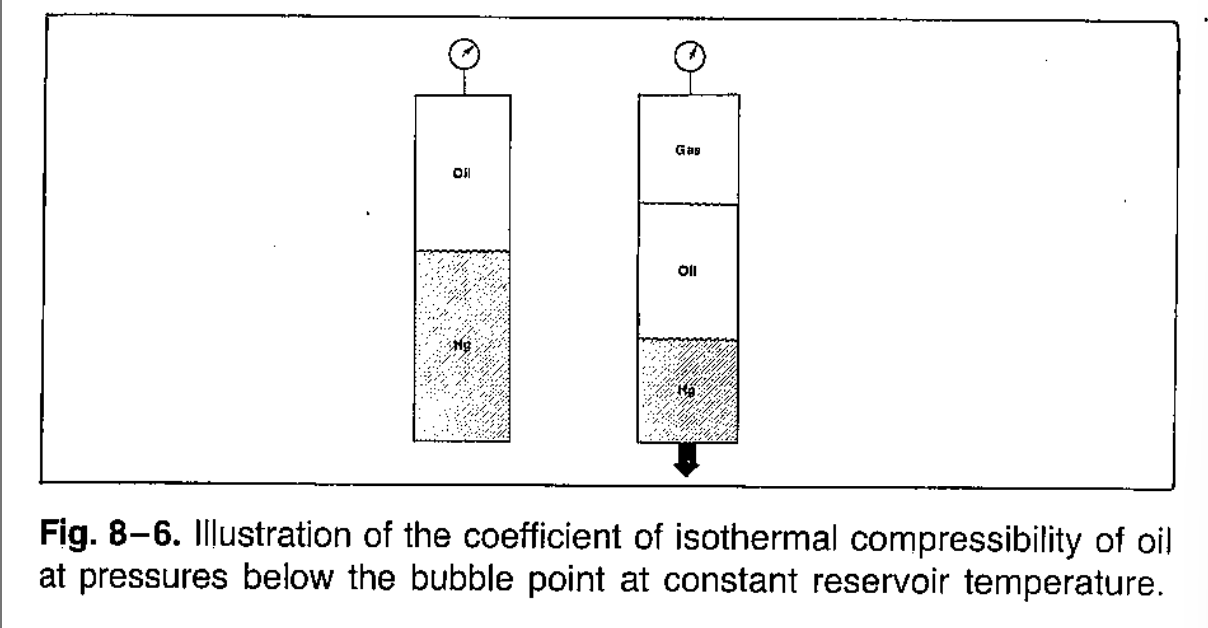 Gas
Oil
Oil
Hg
Hg
Fig. 8–6. Illustration of the coefficient of isothermal compressibility of oil
at pressures below the bubble point at constant reservoir temperature.